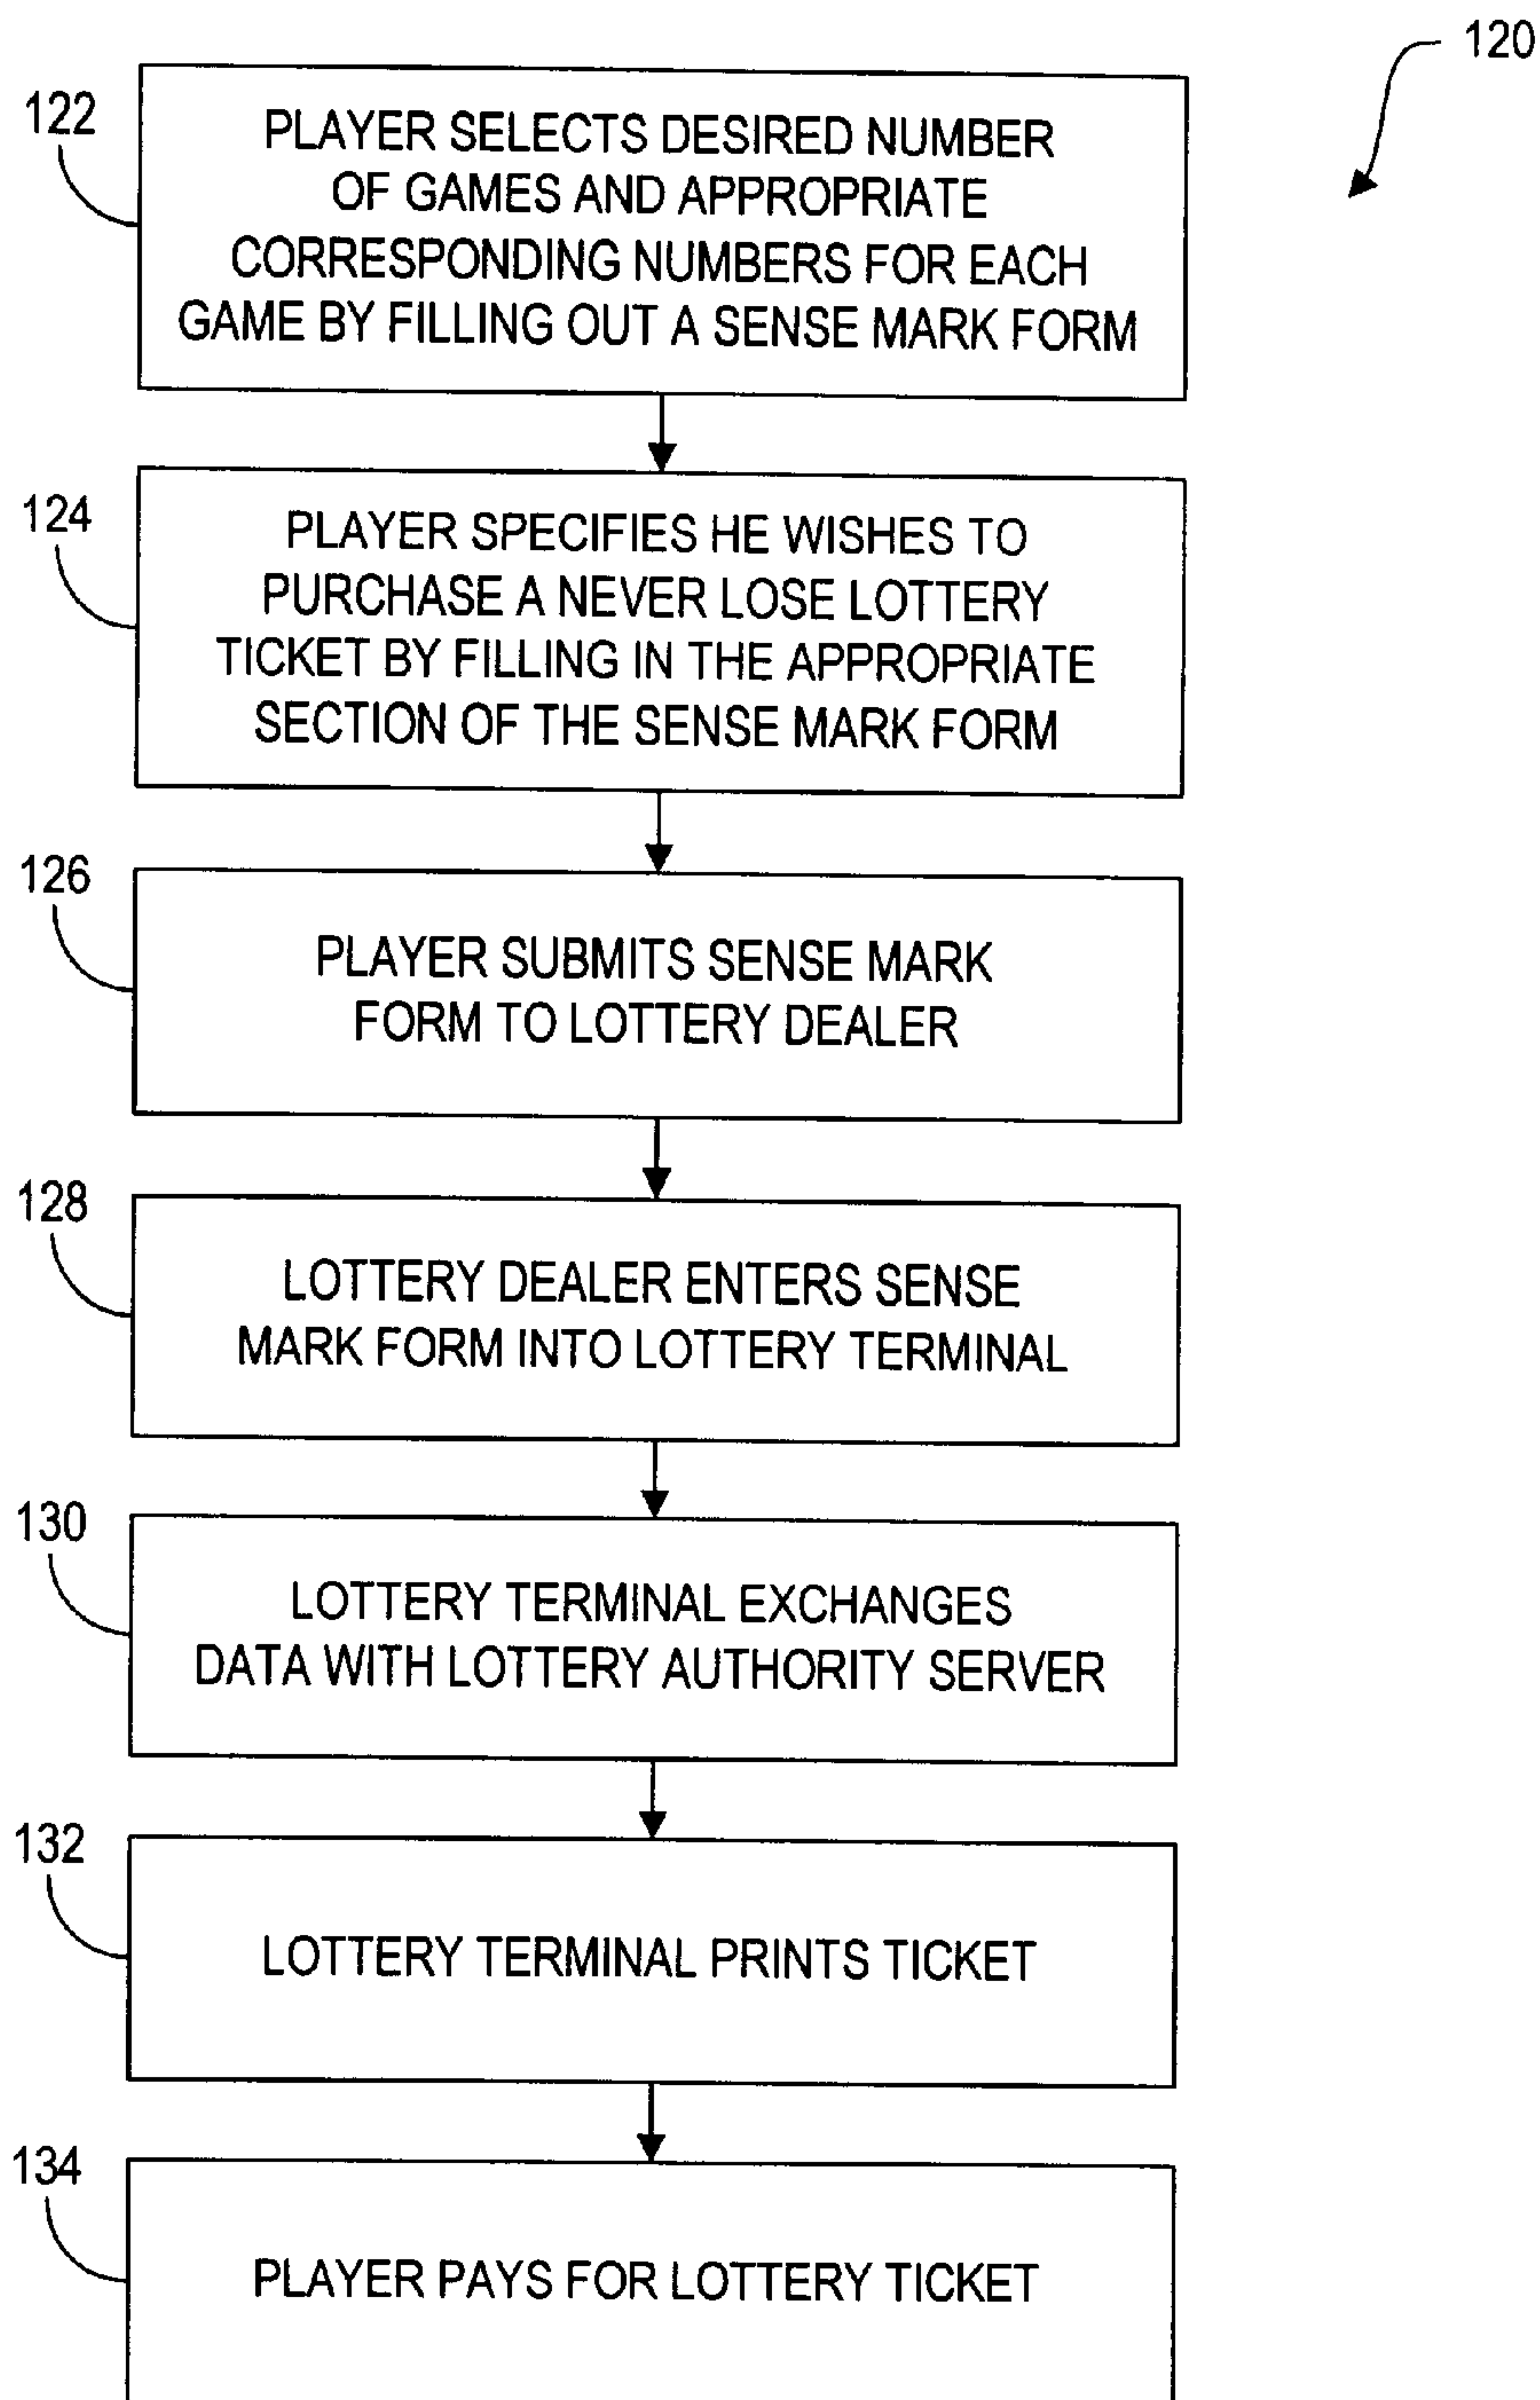 120
122
PLAYER SELECTS DESIRED NUMBER
OF GAMES AND APPROPRIATE
CORRESPONDING NUMBERS FOR EACH
GAME BY FILLING OUT A SENSE MARK FORM
124
PLAYER SPECIFIES HE WISHES TO
PURCHASE A NEVER LOSE LOTTERY
TICKET BY FILLING IN THE APPROPRIATE
SECTION OF THE SENSE MARK FORM
126
PLAYER SUBMITS SENSE MARK
FORM TO LOTTERY DEALER
128
LOTTERY DEALER ENTERS SENSE
MARK FORM INTO LOTTERY TERMINAL
130
LOTTERY TERMINAL EXCHANGES
DATA WITH LOTTERY AUTHORITY SERVER
132
LOTTERY TERMINAL PRINTS TICKET
134
PLAYER PAYS FOR LOTTERY TICKET